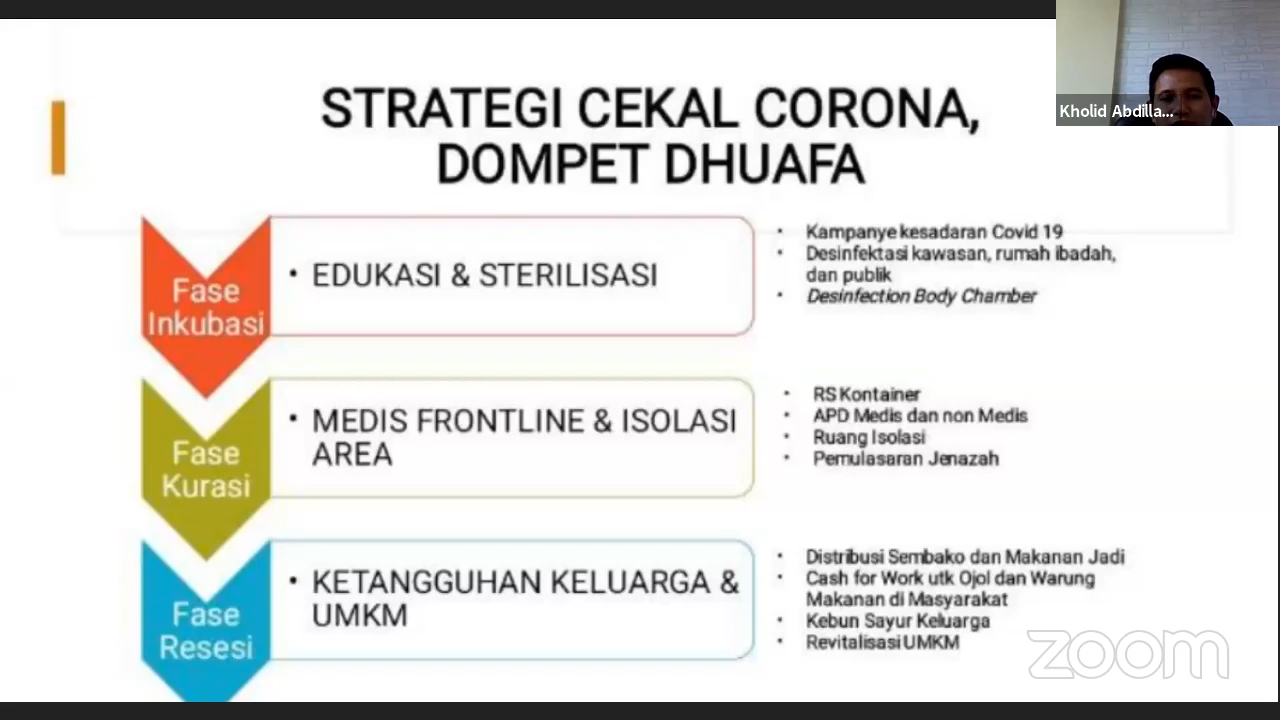 STRATEGI CEKAL CORONA,
DOMPET DHUAFA
Kholid Abdilla...
Fase
Inkubasi
• EDUKASI & STERILISASI
• Kampanye kesadaran Covid 19
• Desinfektasi kawasan, rumah ibadah,
dan publik
• Desinfection Body Chamber
Fase
Kurasi
• MEDIS FRONTLINE & ISOLASI
AREA
• RS Kontainer
• APD Medis dan non Medis
• Ruang Isolasi
• Pemulasaran Jenazah
Fase
Resesi
• KETANGGUHAN KELUARGA &
UMKM
• Distribusi Sembako dan Makanan Jadi
• Cash for Work utk Ojol dan Warung
Makanan di Masyarakat
• Kebun Sayur Keluarga
• Revitalisasi UMKM
zoom